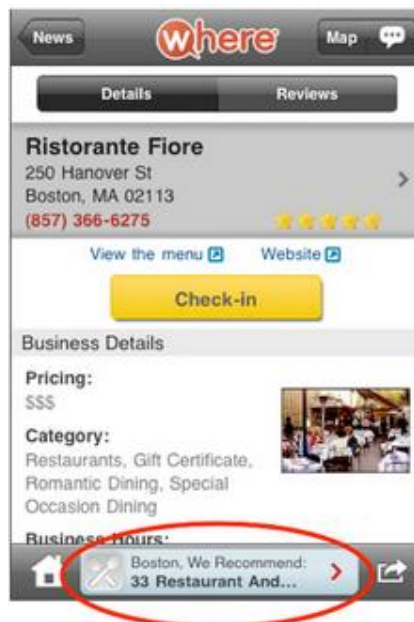 News
Where
Map
Details
Reviews
Ristorante Fiore
250 Hanover St
Boston, MA 02113
(857) 366-6275
View the menu
Website
Check-in
Business Details
Pricing:
$$$
Category:
Restaurants, Gift Certificate,
Romantic Dining, Special
Occasion Dining
Business Hours:
Boston, We Recommend:
33 Restaurant And...